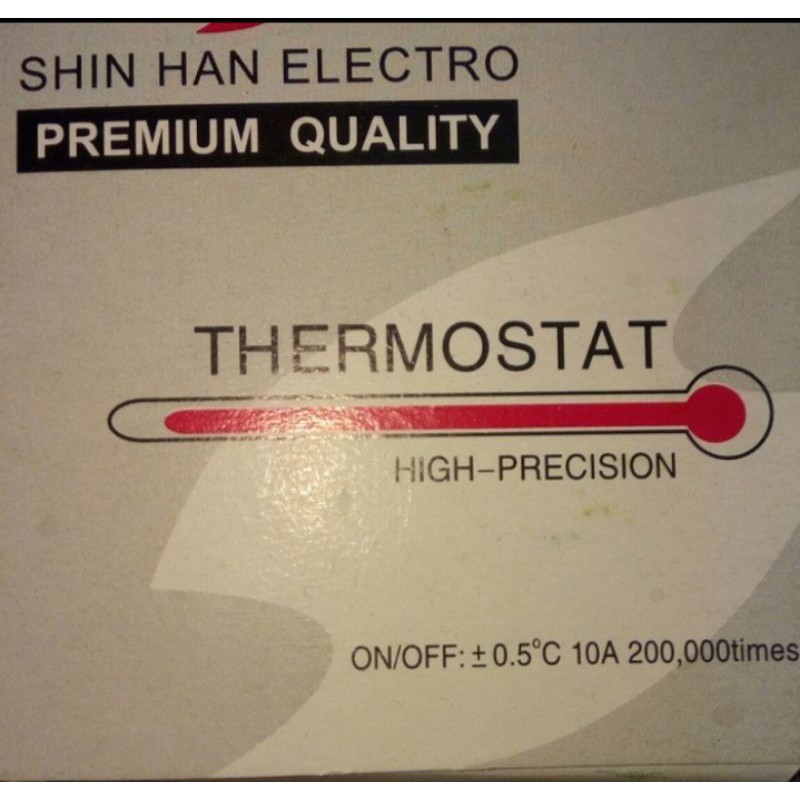 SHIN HAN ELECTRO
PREMIUM QUALITY
THERMOSTAT
HIGH-PRECISION
ON/OFF: ± 0.5°C 10A 200,000times